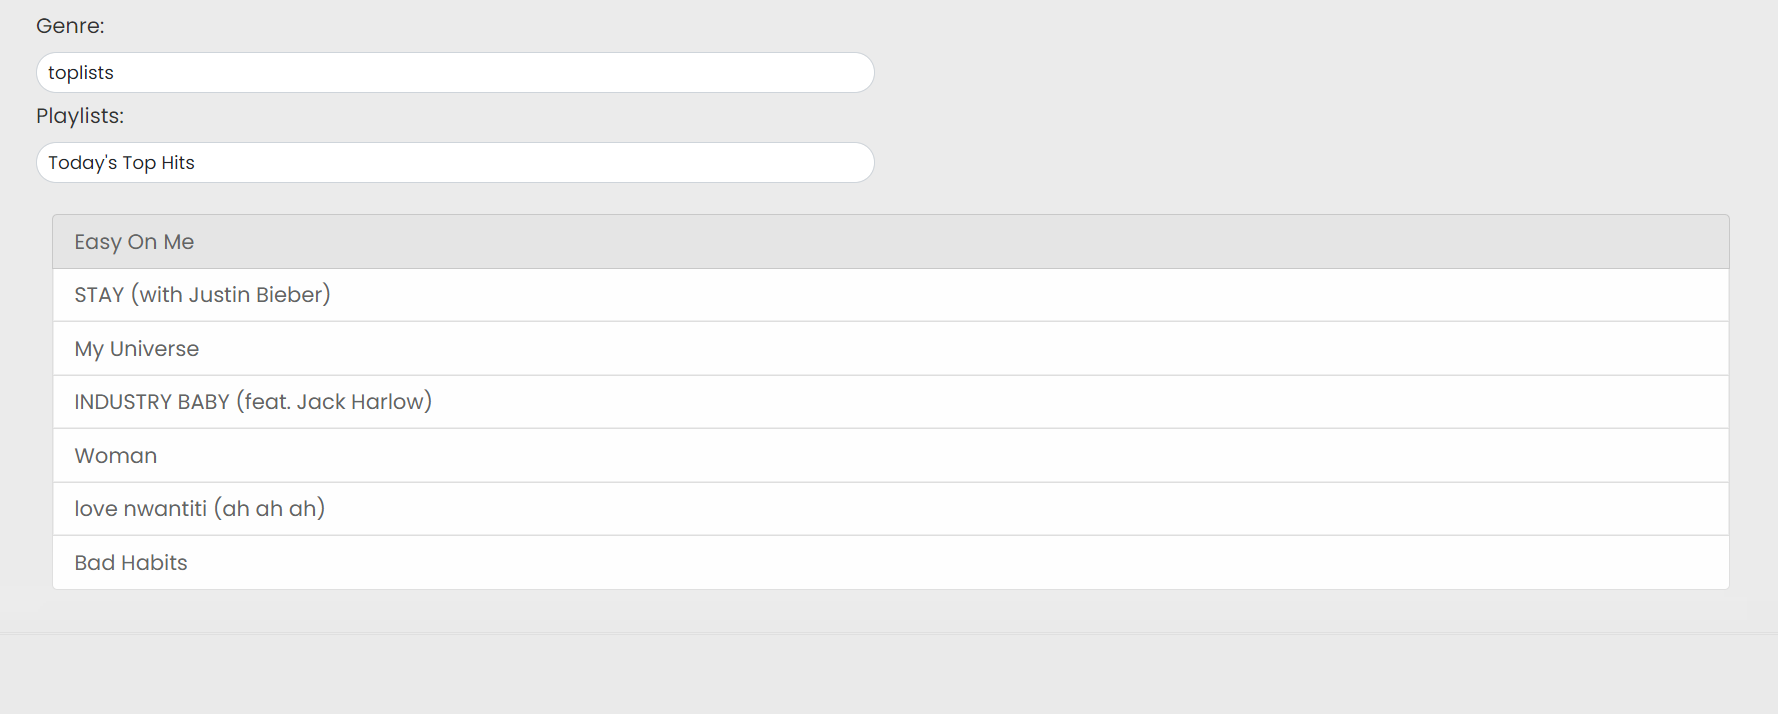 Genre:
toplists
Playlists:
Today's Top Hits
Easy On Me
STAY (with Justin Bieber)
My Universe
INDUSTRY BABY (feat. Jack Harlow)
Woman
love nwantiti (ah ah ah)
Bad Habits